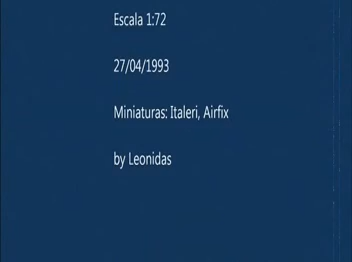 Escala 1:72
27/04/1993
Miniaturas: Italeri, Airfix
by Leonidas